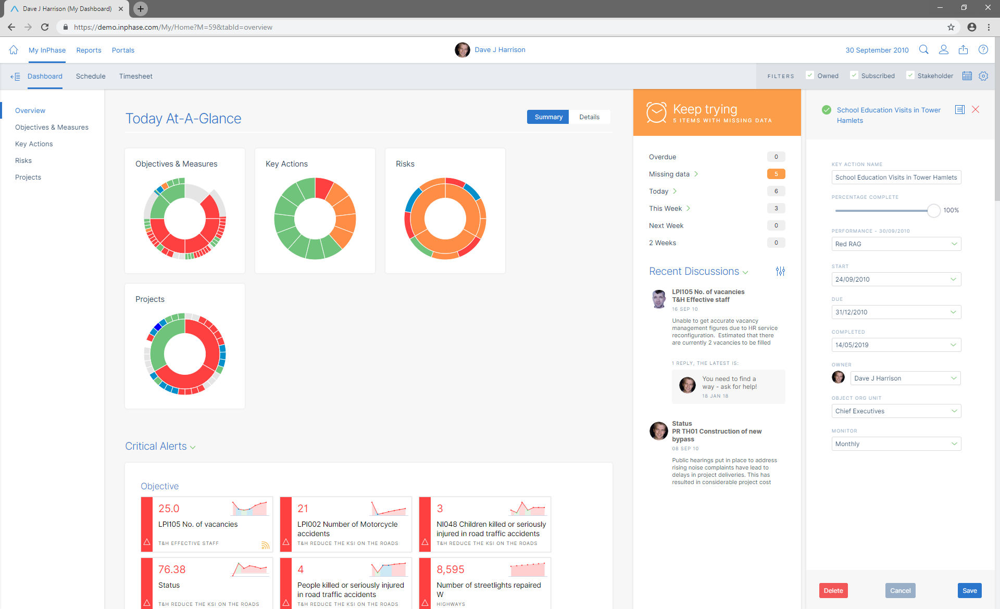 Dave J Harrison (My Dashboard)
https://demo.inphase.com/My/Home?M=59&tabId=overview
My InPhase
Reports
Portals
Dave J Harrison
30 September 2010
Dashboard
Schedule
Timesheet
FILTERS
Owned
Subscribed
Stakeholder
Overview
Objectives & Measures
Key Actions
Risks
Projects
Today At-A-Glance
Summary
Details
Objectives & Measures
Key Actions
Risks
Projects
Critical Alerts
Objective
25.0
LPI105 No. of vacancies
T&H EFFECTIVE STAFF
21
LPI002 Number of Motorcycle
accidents
T&H REDUCE THE KSI ON THE ROADS
3
NI048 Children killed or seriously
injured in road traffic accidents
T&H REDUCE THE KSI ON THE ROADS
76.38
Status
T&H REDUCE THE KSI ON THE ROADS
4
People killed or seriously injured
in road traffic accidents
T&H REDUCE THE KSI ON THE ROADS
8,595
Number of streetlights repaired
W
HIGHWAYS
Keep trying
5 ITEMS WITH MISSING DATA
Overdue 0
Missing data 5
Today 6
This Week 3
Next Week 0
2 Weeks 0
Recent Discussions
LPI105 No. of vacancies
T&H Effective staff
16 SEP 10
Unable to get accurate vacancy
management figures due to HR service
reconfiguration. Estimated that there
are currently 2 vacancies to be filled
1 REPLY, THE LATEST IS:
You need to find a
way - ask for help!
18 JAN 18
Status
PR TH01 Construction of new
bypass
08 SEP 10
Public hearings put in place to address
rising noise complaints have lead to
delays in project deliveries. This has
resulted in considerable project cost
School Education Visits in Tower
Hamlets
KEY ACTION NAME
School Education Visits in Tower Hamlets
PERCENTAGE COMPLETE
100%
PERFORMANCE - 30/09/2010
Red RAG
START
24/09/2010
DUE
31/12/2010
COMPLETED
14/05/2019
OWNER
Dave J Harrison
OBJECT ORG UNIT
Chief Executives
MONITOR
Monthly
Delete
Cancel
Save